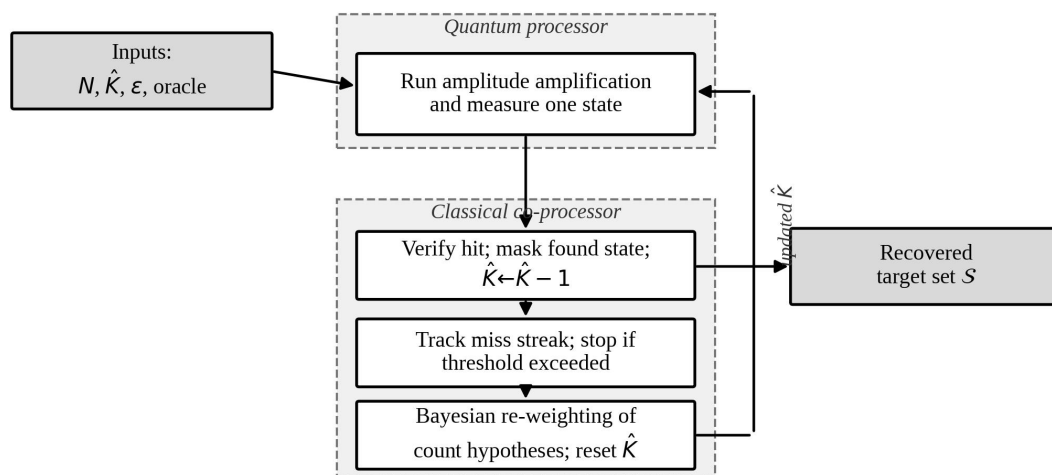 Quantum processor
Inputs:
N, K̂, ε, oracle
Run amplitude amplification
and measure one state
Classical co-processor
Verify hit; mask found state;
K̂←K̂ − 1
updated K̂
Recovered
target set 𝒮
Track miss streak; stop if
threshold exceeded
Bayesian re-weighting of
count hypotheses; reset K̂